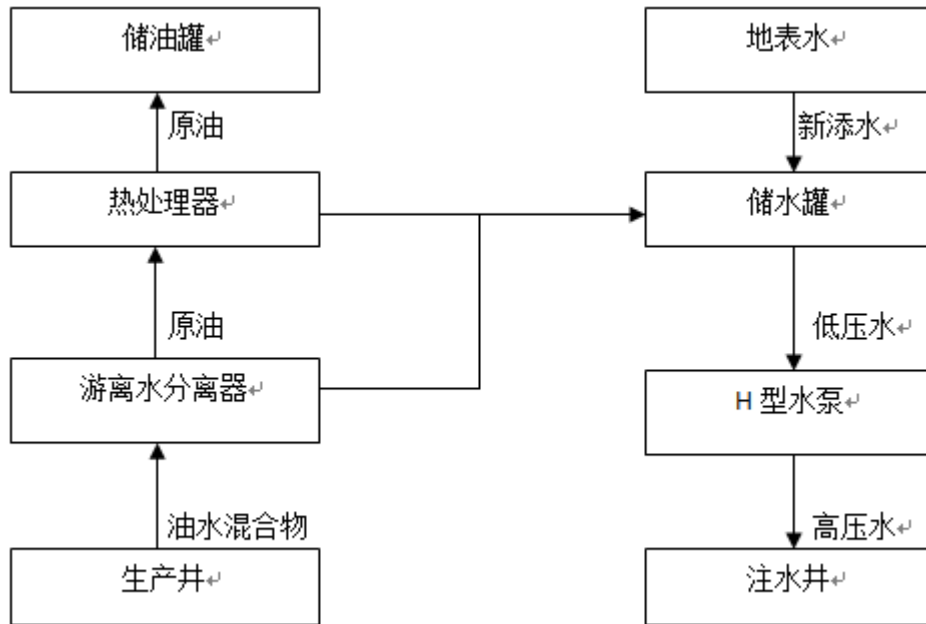 储油罐↵
地表水↵
原油
新添水↵
热处理器↵
储水罐↵
原油
低压水↵
游离水分离器↵
H 型水泵↵
油水混合物
高压水↵
生产井↵
注水井↵